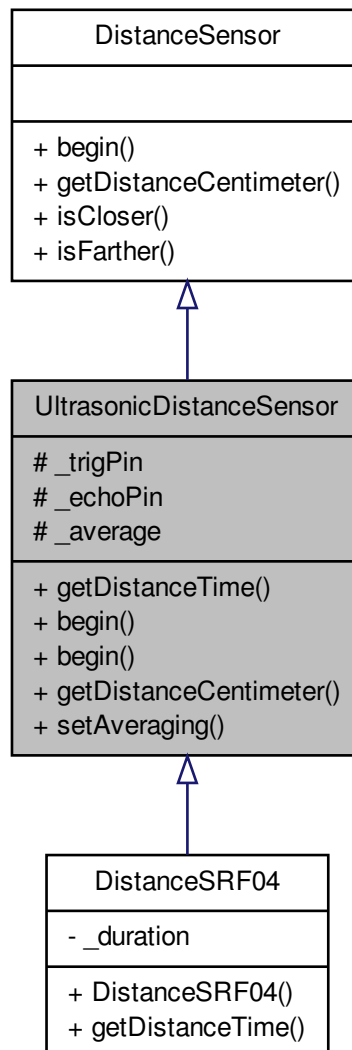 DistanceSensor
+ begin()
+ getDistanceCentimeter()
+ isCloser()
+ isFarther()
UltrasonicDistanceSensor
# _trigPin
# _echoPin
# _average
+ getDistanceTime()
+ begin()
+ begin()
+ getDistanceCentimeter()
+ setAveraging()
DistanceSRF04
- _duration
+ DistanceSRF04()
+ getDistanceTime()